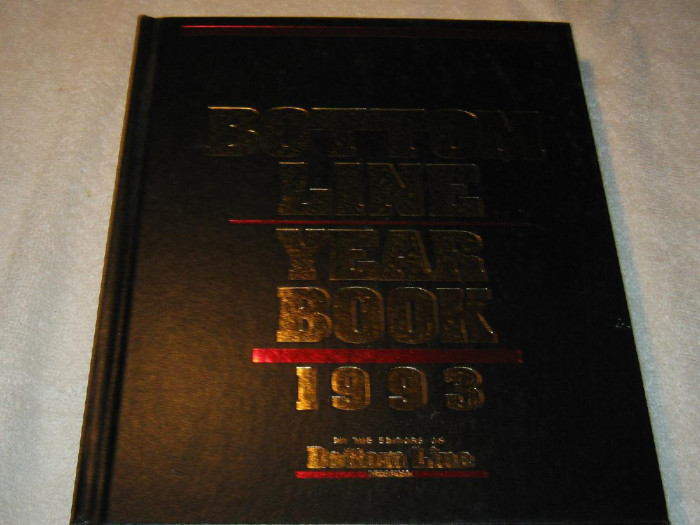 BOTTOM
LINE
YEAR
BOOK
1993
BY THE EDITORS OF
Bottom Line